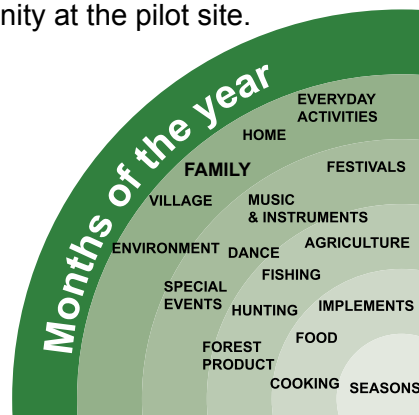 nity at the pilot site.
Months of the year
EVERYDAY
ACTIVITIES
HOME
FAMILY
VILLAGE
ENVIRONMENT
FESTIVALS
MUSIC
& INSTRUMENTS
DANCE
SPECIAL
EVENTS
AGRICULTURE
FISHING
HUNTING
FOREST
PRODUCT
IMPLEMENTS
FOOD
COOKING
SEASONS